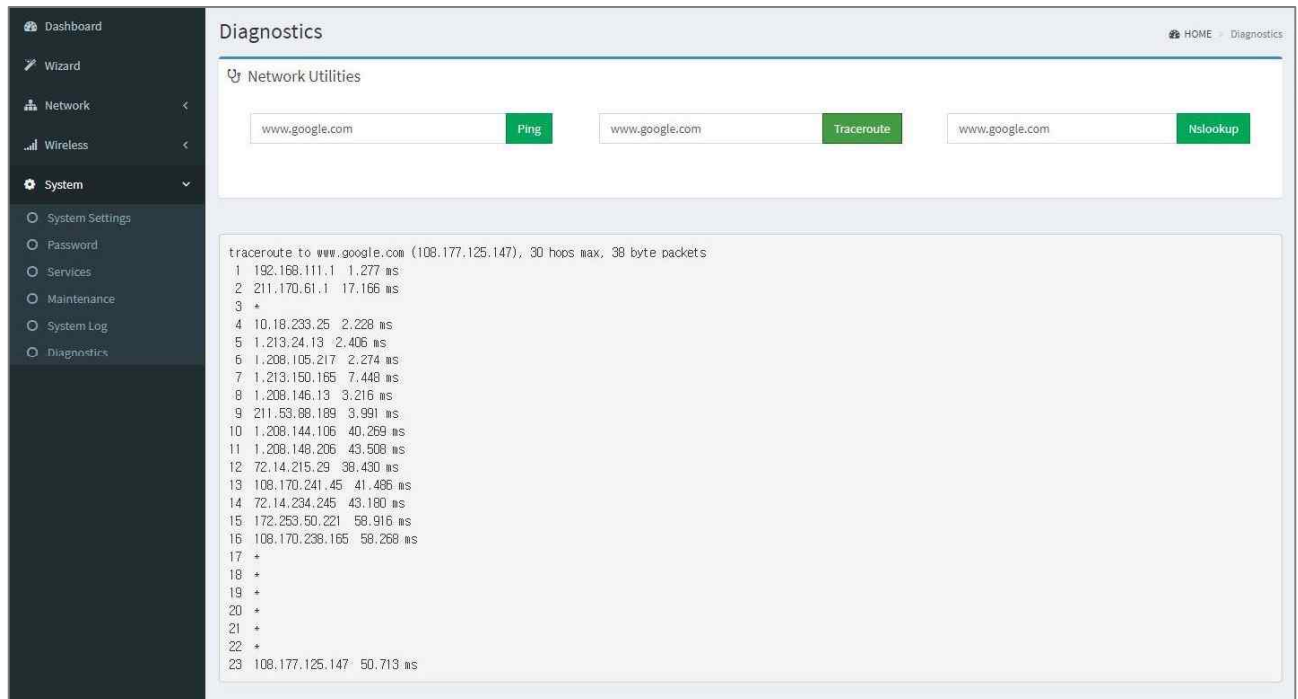 Dashboard
Wizard
Network
Wireless
System
System Settings
Password
Services
Maintenance
System Log
Diagnostics
Diagnostics
HOME > Diagnostics
Network Utilities
www.google.com Ping www.google.com Traceroute www.google.com Nslookup
traceroute to www.google.com (108.177.125.147), 30 hops max, 38 byte packets
1 192.168.111.1 1.277 ms
2 211.170.61.1 17.166 ms
3 *
4 10.18.233.25 2.228 ms
5 1.213.24.13 2.406 ms
6 1.208.105.217 2.274 ms
7 1.213.150.165 7.448 ms
8 1.208.146.13 3.216 ms
9 211.53.88.189 3.991 ms
10 1.208.144.106 40.269 ms
11 1.208.148.206 43.508 ms
12 72.14.215.29 38.430 ms
13 108.170.241.45 41.486 ms
14 72.14.234.245 43.180 ms
15 172.253.50.221 58.916 ms
16 108.170.238.165 58.268 ms
17 *
18 *
19 *
20 *
21 *
22 *
23 108.177.125.147 50.713 ms